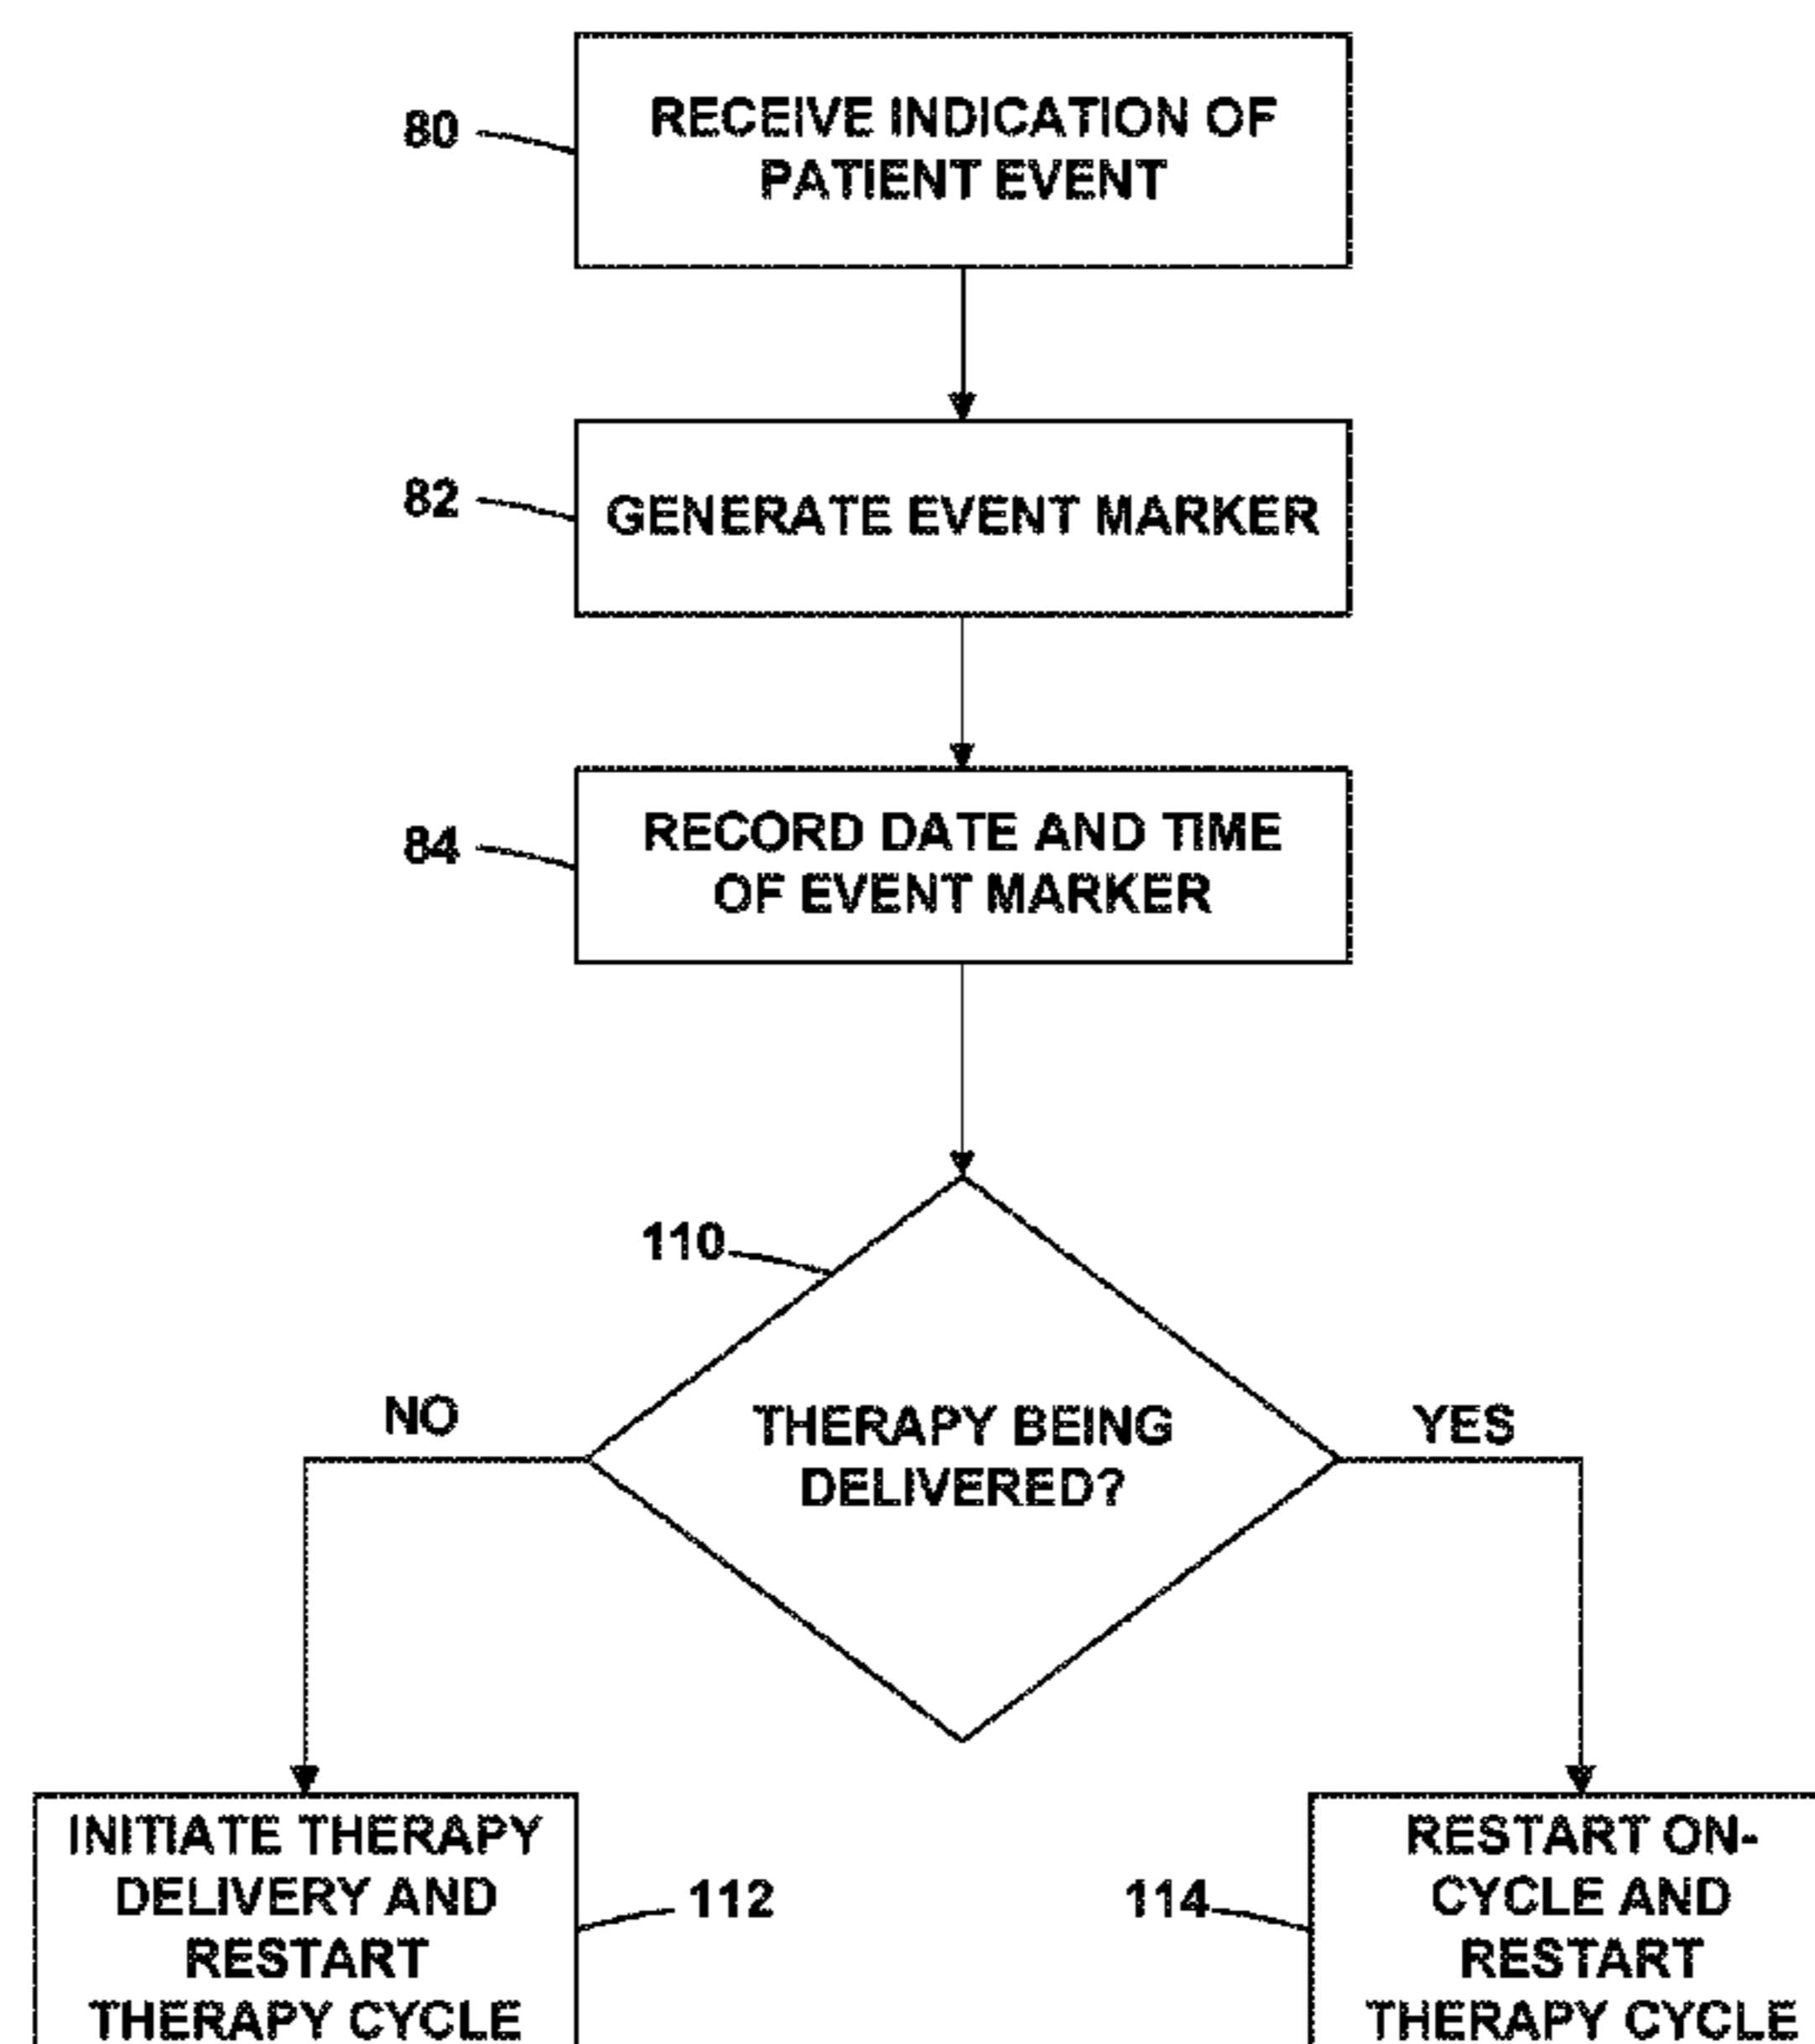 80
RECEIVE INDICATION OF
PATIENT EVENT
82
GENERATE EVENT MARKER
84
RECORD DATE AND TIME
OF EVENT MARKER
110
NO
THERAPY BEING
DELIVERED?
YES
INITIATE THERAPY
DELIVERY AND
RESTART
THERAPY CYCLE
112
114
RESTART ON-
CYCLE AND
RESTART
THERAPY CYCLE